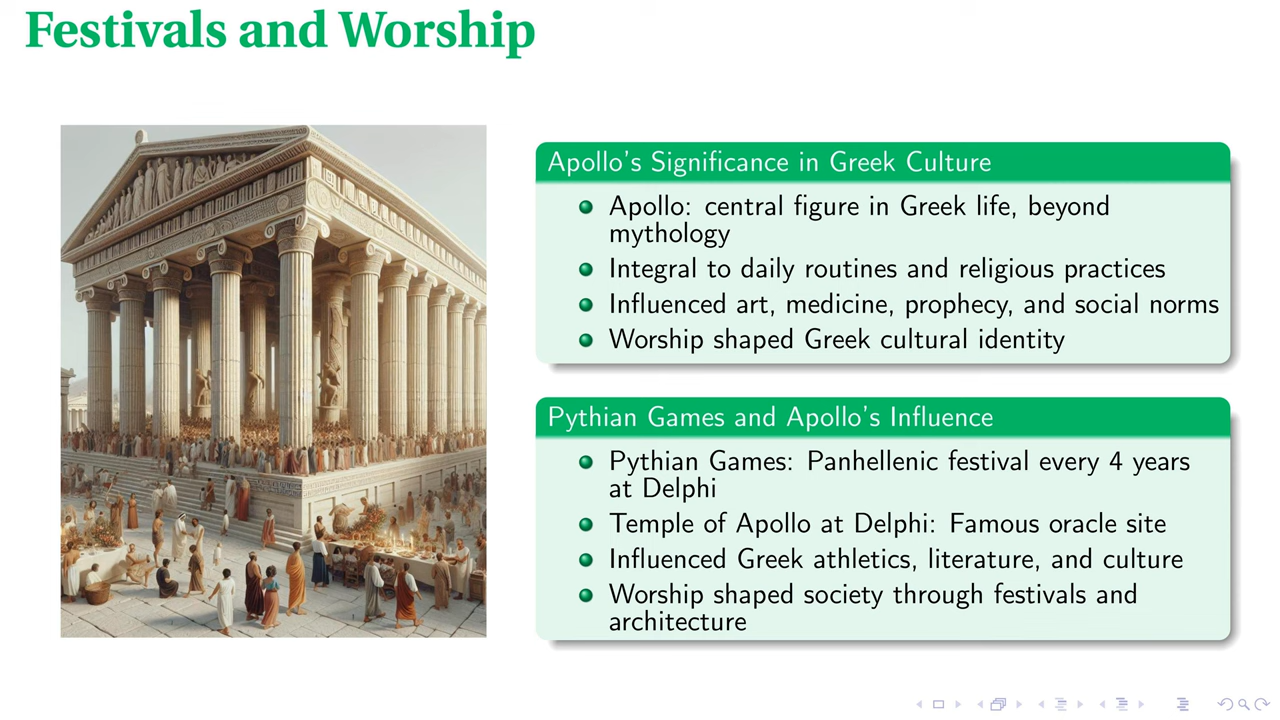 Festivals and Worship
Apollo's Significance in Greek Culture
Apollo: central figure in Greek life, beyond
mythology
Integral to daily routines and religious practices
Influenced art, medicine, prophecy, and social norms
Worship shaped Greek cultural identity
Pythian Games and Apollo's Influence
Pythian Games: Panhellenic festival every 4 years
at Delphi
Temple of Apollo at Delphi: Famous oracle site
Influenced Greek athletics, literature, and culture
Worship shaped society through festivals and
architecture